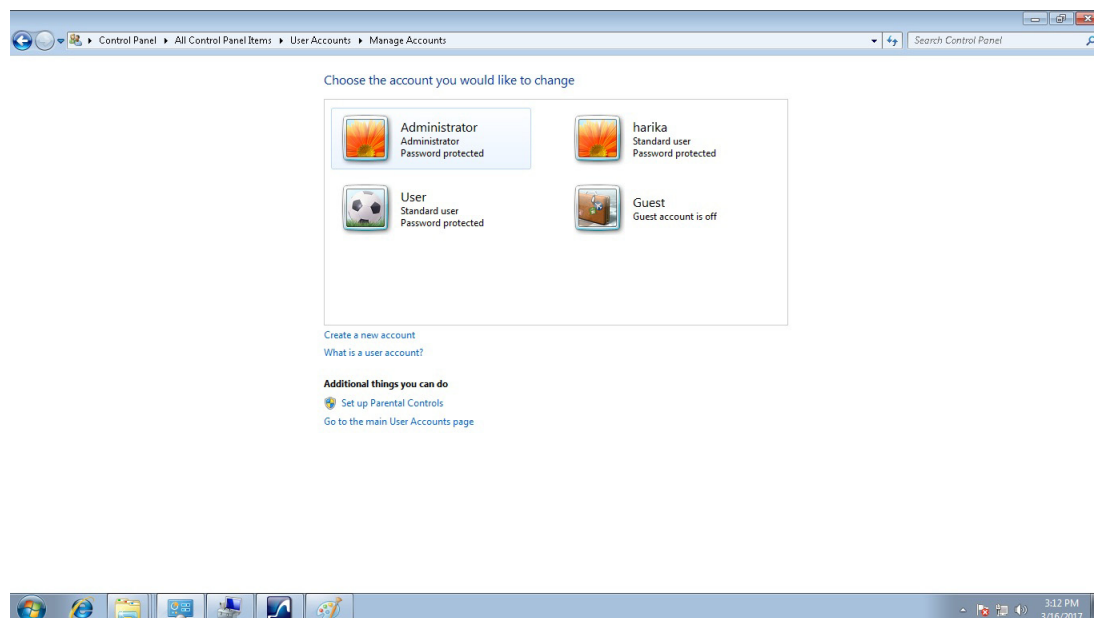 Control Panel All Control Panel Items User Accounts Manage Accounts
Search Control Panel
Choose the account you would like to change
Administrator
Administrator
Password protected
harika
Standard user
Password protected
User
Standard user
Password protected
Guest
Guest account is off
Create a new account
What is a user account?
Additional things you can do
Set up Parental Controls
Go to the main User Accounts page
3:12 PM
3/16/2017